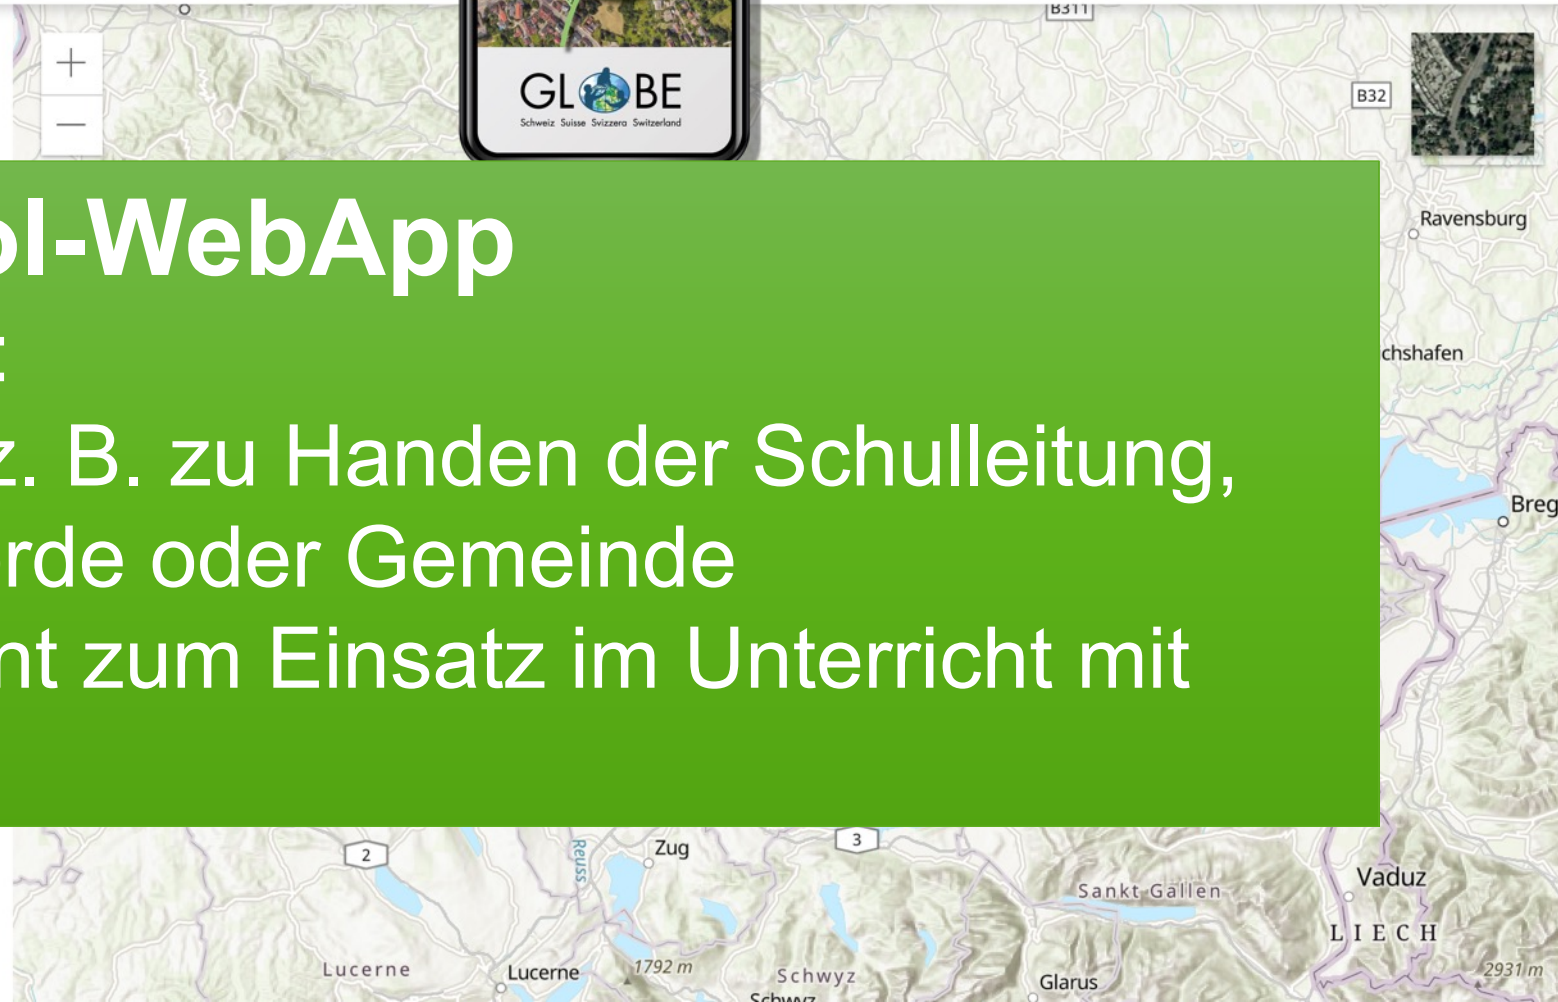 B311
GLOBE
Schweiz Suisse Svizzera Switzerland
B32
Ravensburg
ol-WebApp
chshafen
z. B. zu Handen der Schulleitung,
Breg
rde oder Gemeinde
nt zum Einsatz im Unterricht mit
2
Reuss
Zug
3
Sankt Gallen
Vaduz
LIECH
Lucerne
Lucerne
1792 m
Schwyz
Schwyz
Glarus
2931 m